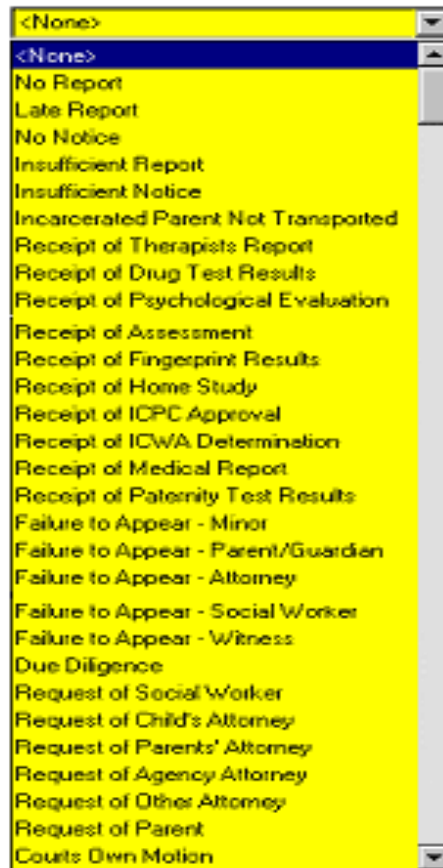 <None>
<None>
No Report
Late Report
No Notice
Insufficient Report
Insufficient Notice
Incarcerated Parent Not Transported
Receipt of Therapists Report
Receipt of Drug Test Results
Receipt of Psychological Evaluation
Receipt of Assessment
Receipt of Fingerprint Results
Receipt of Home Study
Receipt of ICPC Approval
Receipt of ICWA Determination
Receipt of Medical Report
Receipt of Paternity Test Results
Failure to Appear - Minor
Failure to Appear - Parent/Guardian
Failure to Appear - Attorney
Failure to Appear - Social Worker
Failure to Appear - Witness
Due Diligence
Request of Social Worker
Request of Child's Attorney
Request of Parents' Attorney
Request of Agency Attorney
Request of Other Attorney
Request of Parent
Courts Own Motion